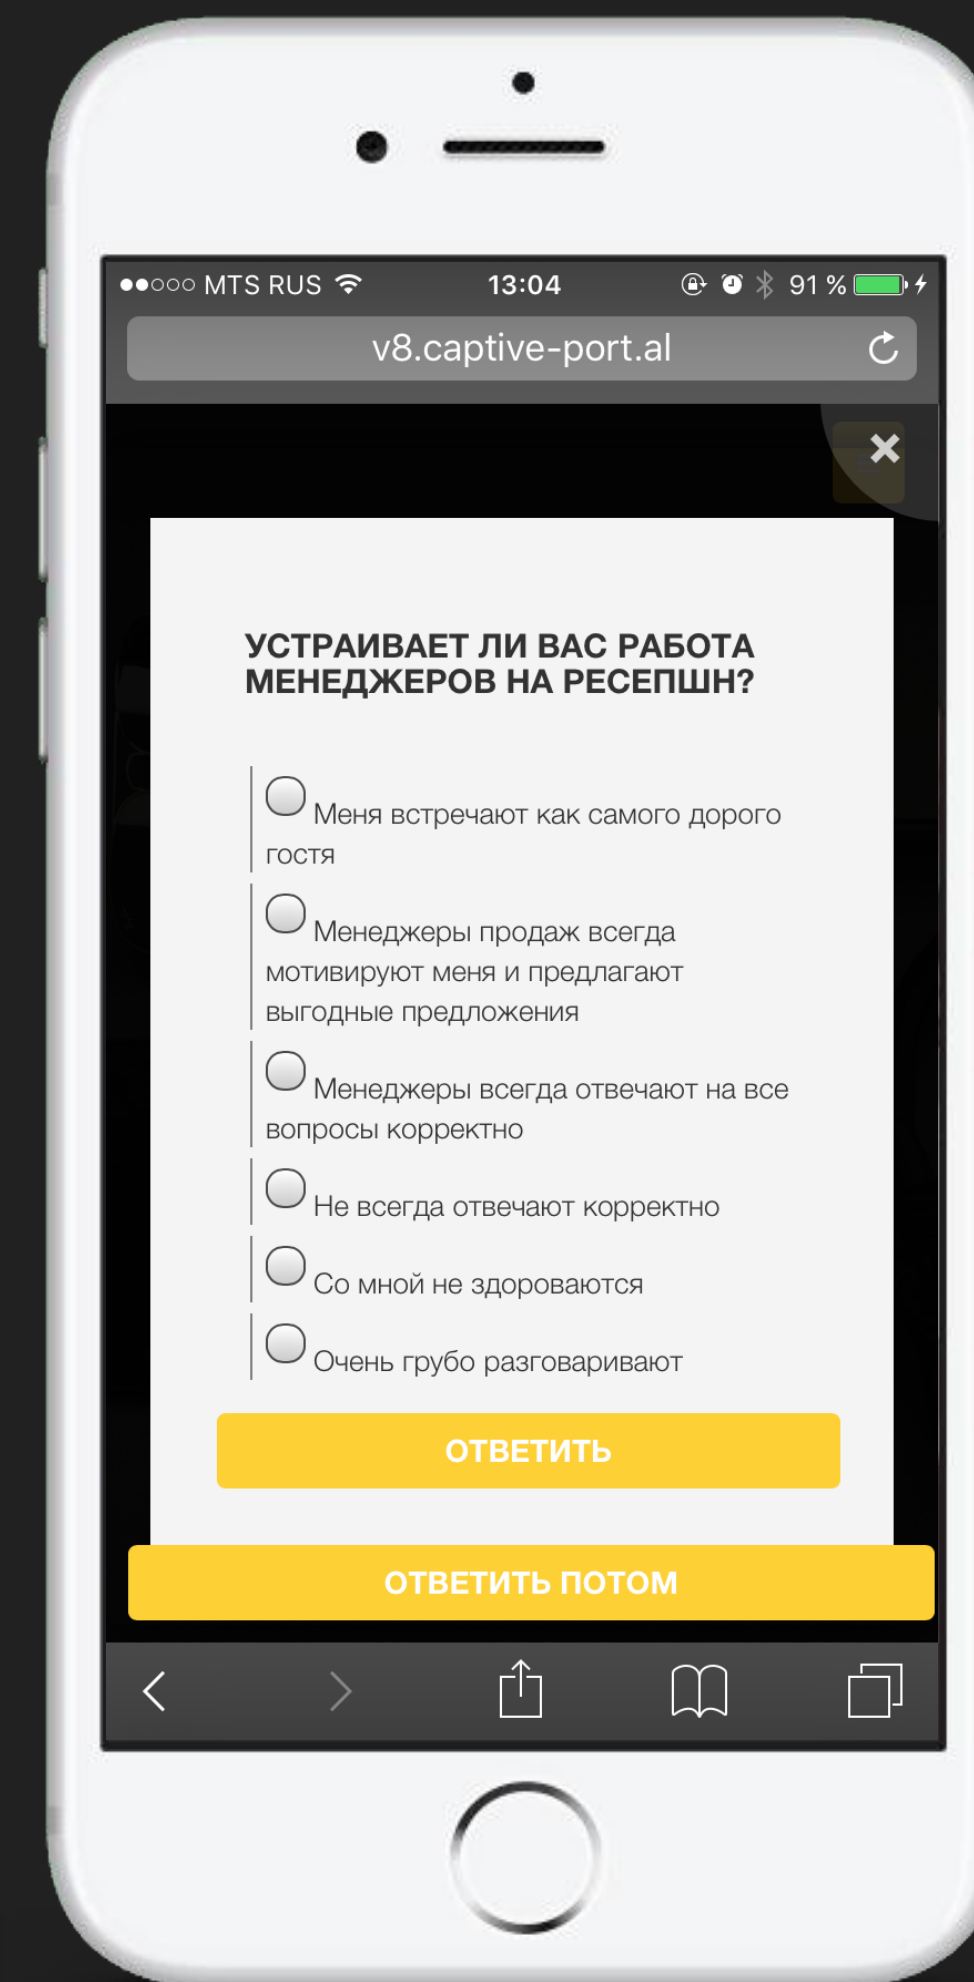 MTS RUS 13:04 91 %
v8.captive-port.al
УСТРАИВАЕТ ЛИ ВАС РАБОТА
МЕНЕДЖЕРОВ НА РЕСЕПШН?
Меня встречают как самого дорого
гостя
Менеджеры продаж всегда
мотивируют меня и предлагают
выгодные предложения
Менеджеры всегда отвечают на все
вопросы корректно
Не всегда отвечают корректно
Со мной не здороваются
Очень грубо разговаривают
ОТВЕТИТЬ
ОТВЕТИТЬ ПОТОМ